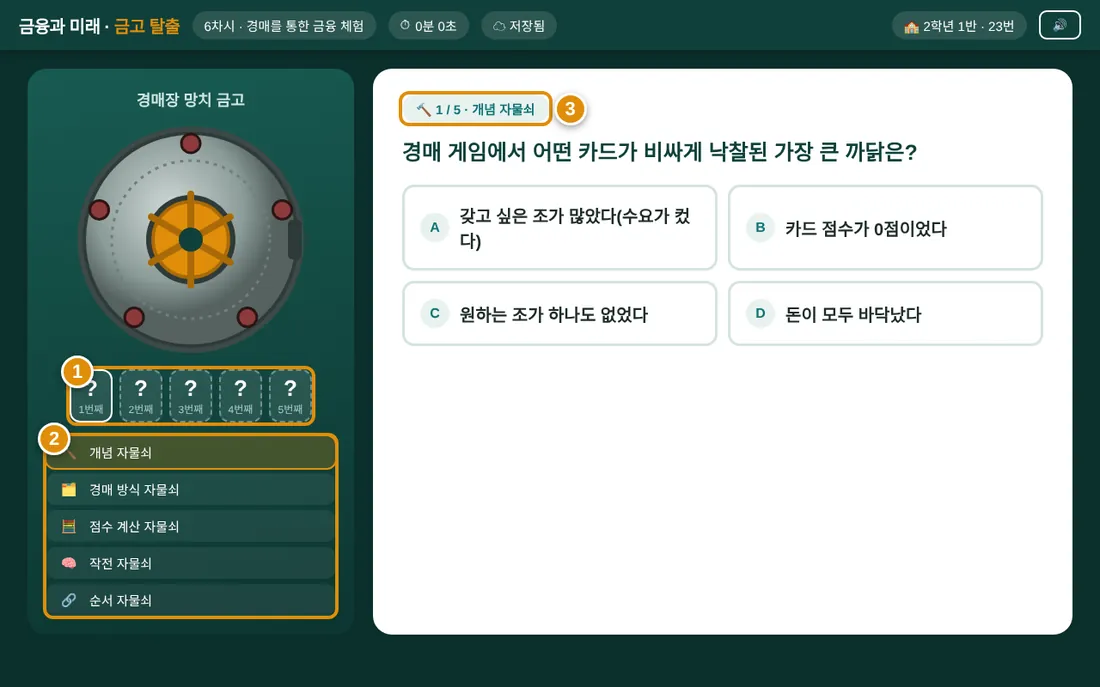 금융과 미래 · 금고 탈출
6차시 · 경매를 통한 금융 체험
0분 0초
저장됨
2학년 1반 · 23번
경매장 망치 금고
1
? ? ? ? ?
1번째 2번째 3번째 4번째 5번째
2
개념 자물쇠
경매 방식 자물쇠
점수 계산 자물쇠
작전 자물쇠
순서 자물쇠
1 / 5 · 개념 자물쇠
3
경매 게임에서 어떤 카드가 비싸게 낙찰된 가장 큰 까닭은?
A 갖고 싶은 조가 많았다(수요가 컸
다)
B 카드 점수가 0점이었다
C 원하는 조가 하나도 없었다
D 돈이 모두 바닥났다